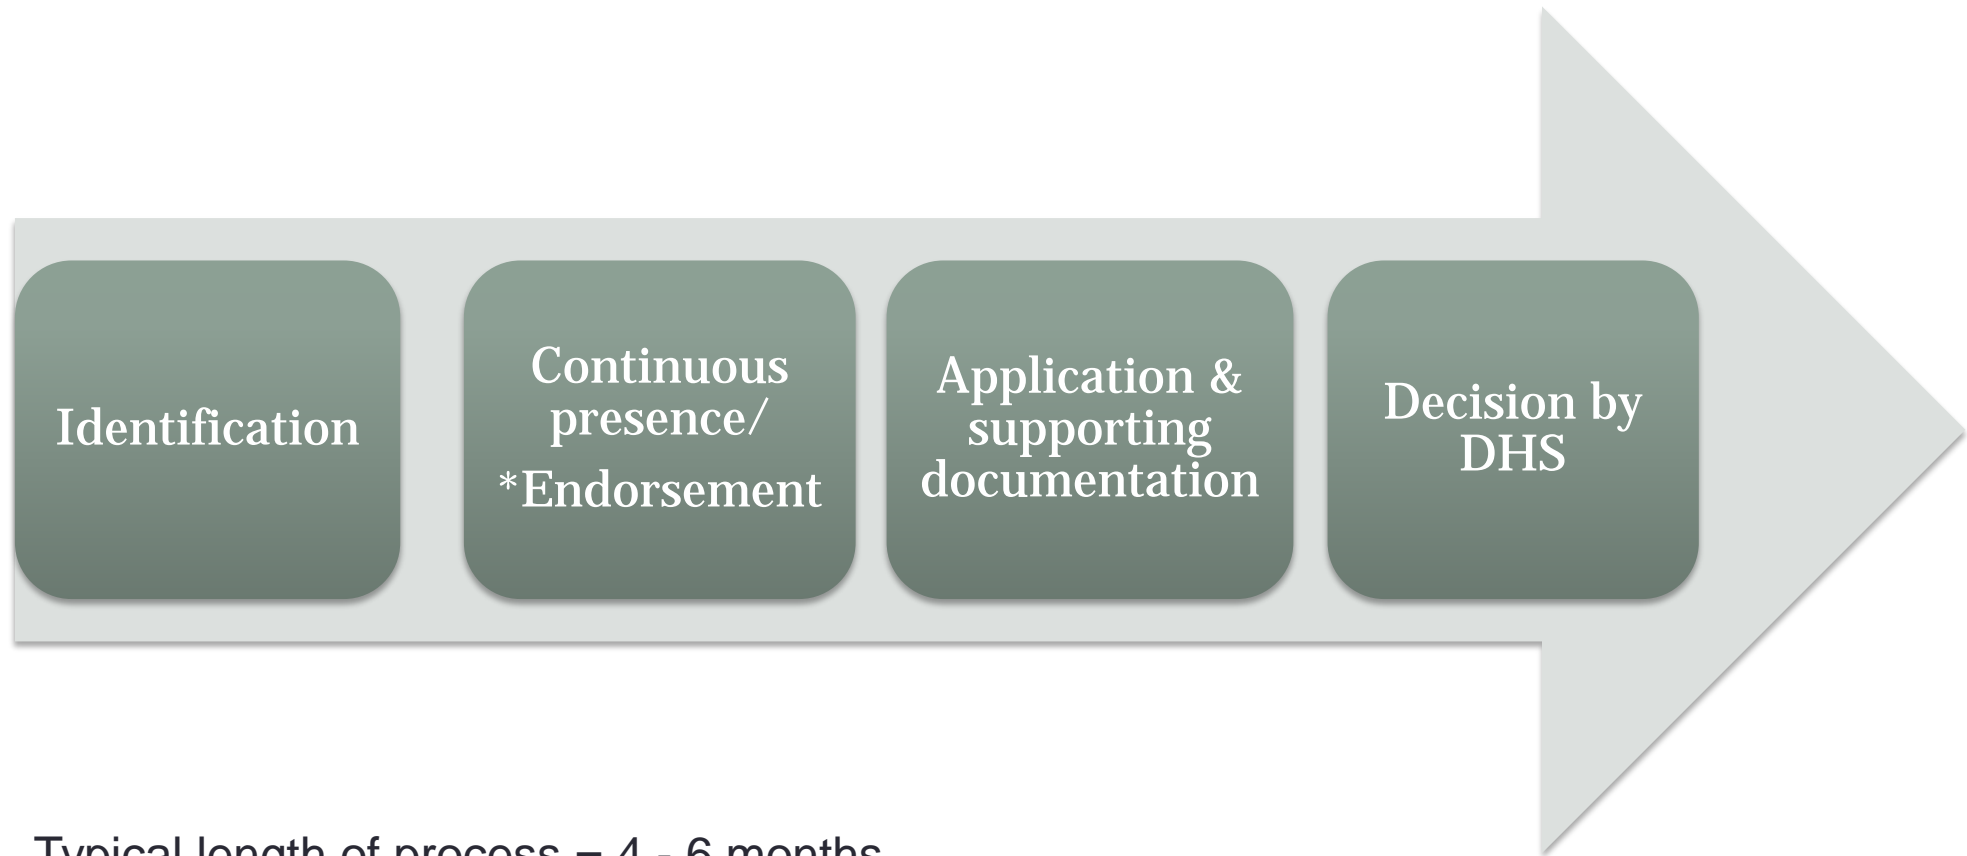 Identification
Continuous
presence/
*Endorsement
Application &
supporting
documentation
Decision by
DHS
Typical length of process = 4 - 6 months